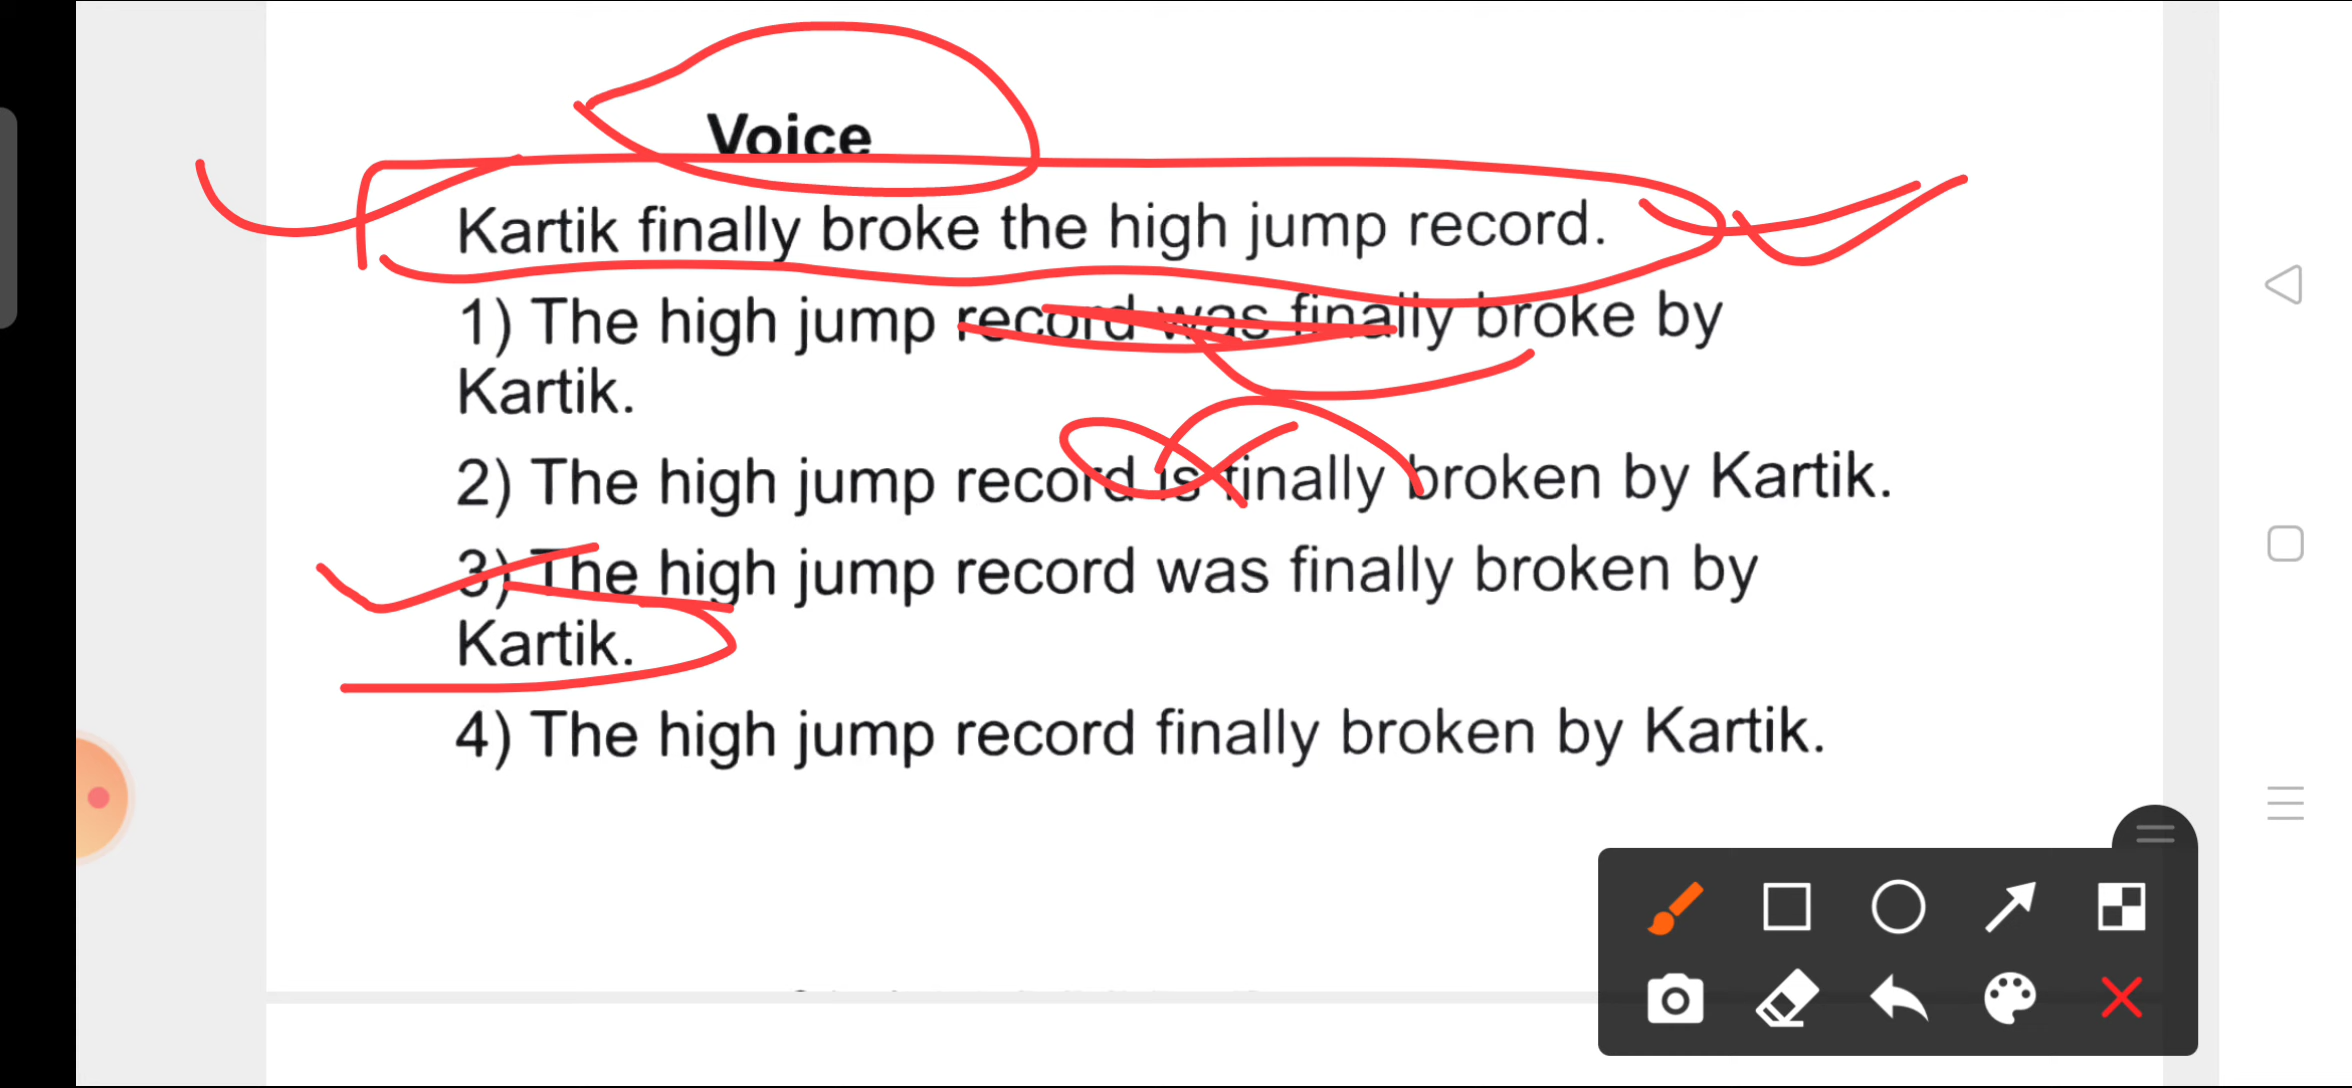 Voice
Kartik finally broke the high jump record.
1) The high jump record was finally broke by
Kartik.
2) The high jump record is finally broken by Kartik.
3) The high jump record was finally broken by
Kartik.
4) The high jump record finally broken by Kartik.